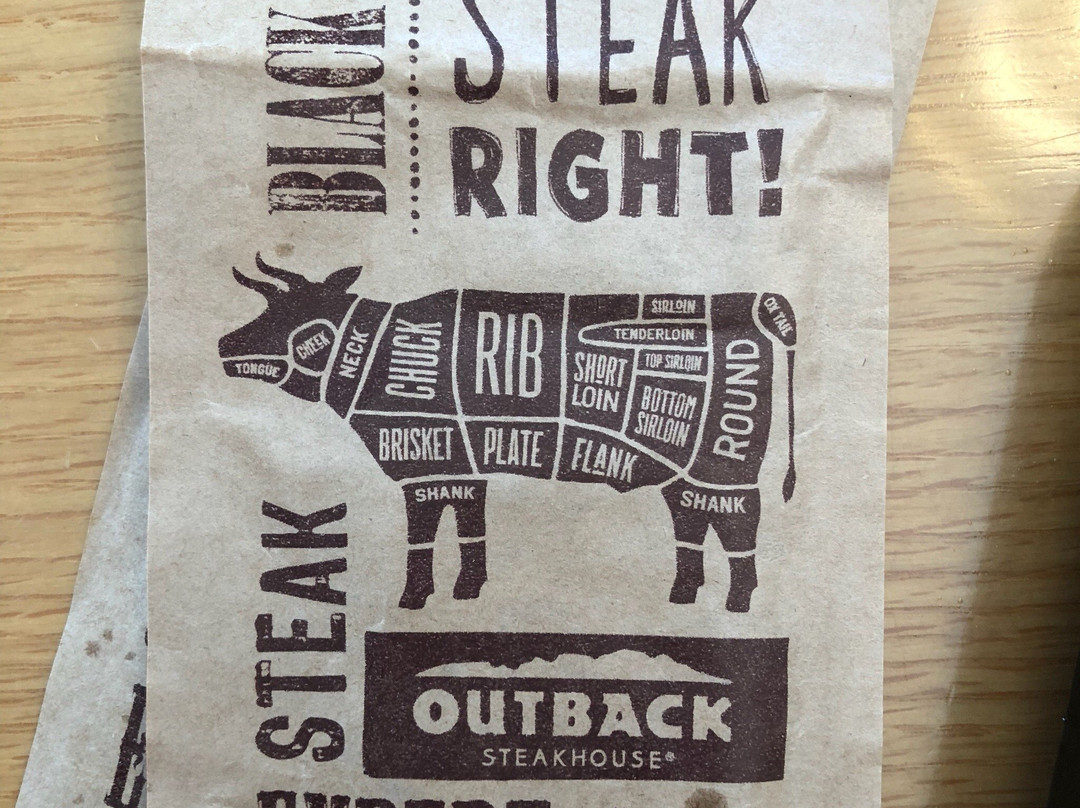 BLACK
STEAK
RIGHT!
CHEEK
TONGUE
NECK
CHUCK
RIB
SIRLOIN
TENDERLOIN
SHORT
LOIN
TOP SIRLOIN
BOTTOM
SIRLOIN
ROUND
OX TAIL
BRISKET
PLATE
FLANK
SHANK
SHANK
STEAK
OUTBACK
STEAKHOUSE®